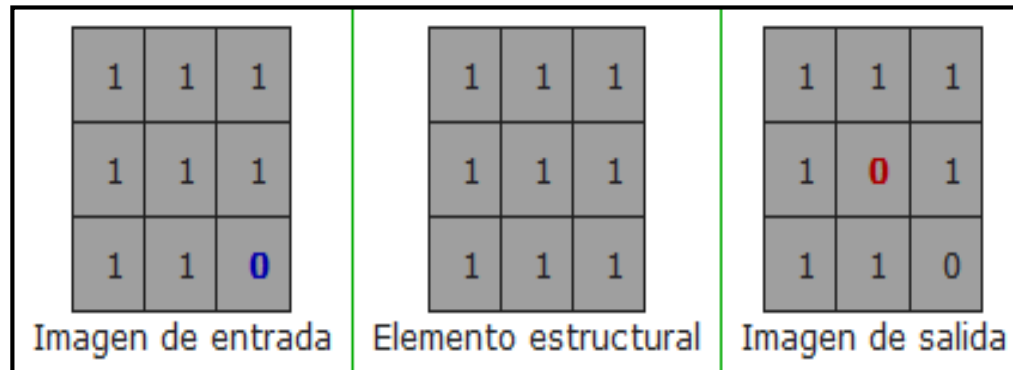 1 1 1 1 1 1 1 1 1
1 1 1 1 1 1 1 0 1
1 1 0 1 1 1 1 1 0
Imagen de entrada Elemento estructural Imagen de salida